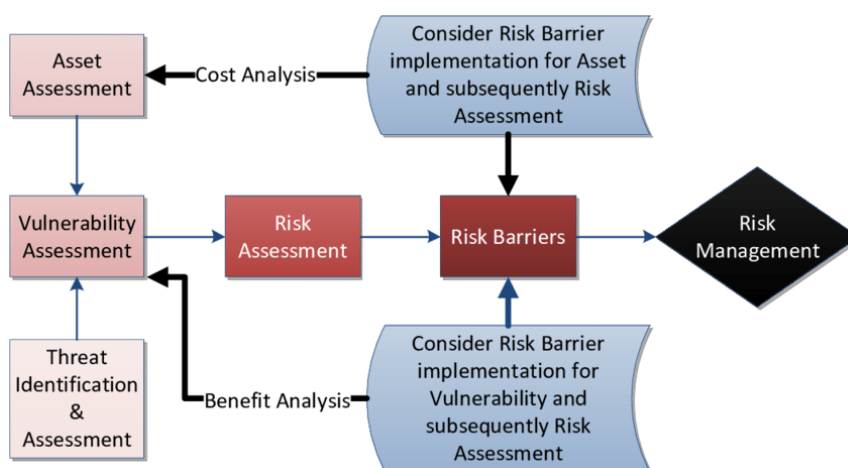 Asset
Assessment
Cost Analysis
Consider Risk Barrier
implementation for Asset
and subsequently Risk
Assessment
Vulnerability
Assessment
Risk
Assessment
Risk Barriers
Risk
Management
Threat
Identification
&
Assessment
Benefit Analysis
Consider Risk Barrier
implementation for
Vulnerability and
subsequently Risk
Assessment